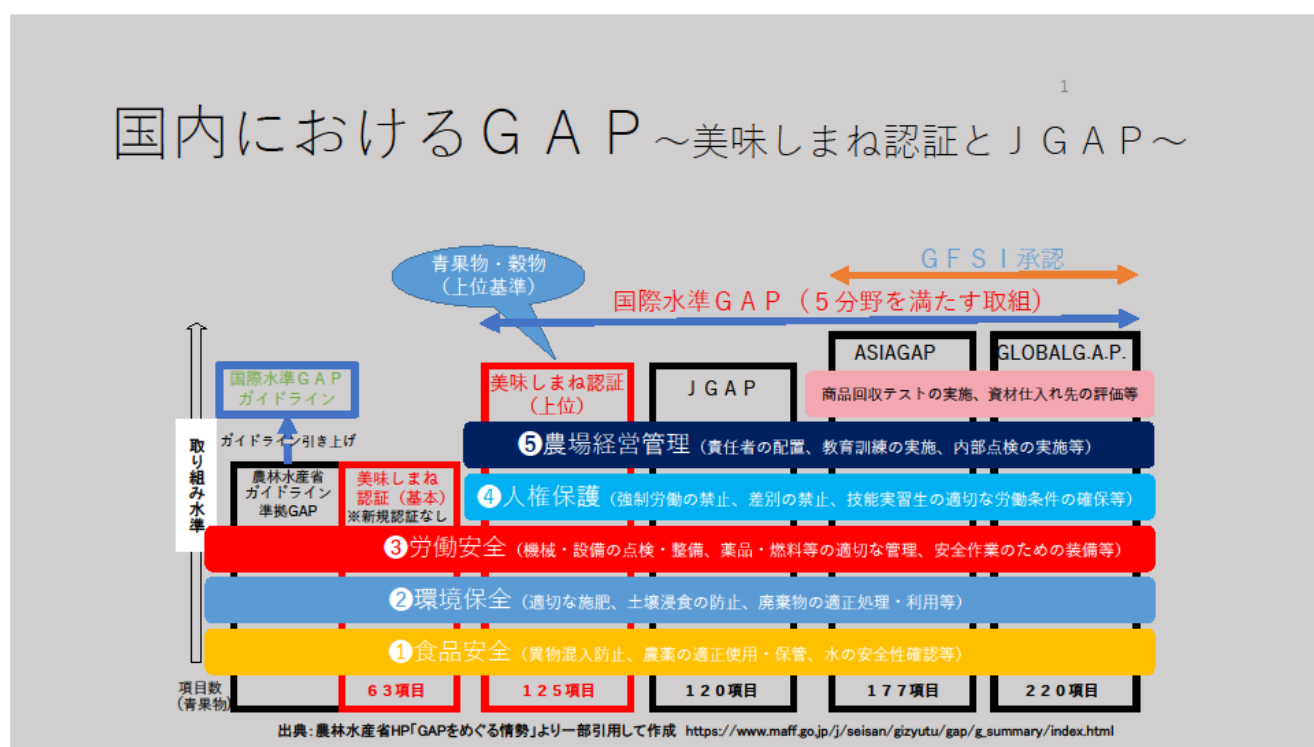 1
国内におけるGAP～美味しまね認証とJGAP～
青果物・穀物
(上位基準)
GFSI承認
国際水準GAP(5分野を満たす取組)
取り組み水準
国際水準GAP
ガイドライン
ガイドライン引き上げ
農林水産省
ガイドライン
準拠GAP
美味しまね
認証(基本)
※新規認証なし
美味しまね認証
(上位)
JGAP
ASIAGAP
GLOBALG.A.P.
商品回収テストの実施、資材仕入れ先の評価等
❺農場経営管理(責任者の配置、教育訓練の実施、内部点検の実施等)
❹人権保護(強制労働の禁止、差別の禁止、技能実習生の適切な労働条件の確保等)
❸労働安全(機械・設備の点検・整備、薬品・燃料等の適切な管理、安全作業のための装備等)
❷環境保全(適切な施肥、土壌浸食の防止、廃棄物の適正処理・利用等)
❶食品安全(異物混入防止、農薬の適正使用・保管、水の安全性確認等)
項目数
(青果物)
63項目
125項目
120項目
177項目
220項目
出典:農林水産省HP「GAPをめぐる情勢」より一部引用して作成 https://www.maff.go.jp/j/seisan/gizyutu/gap/g_summary/index.html